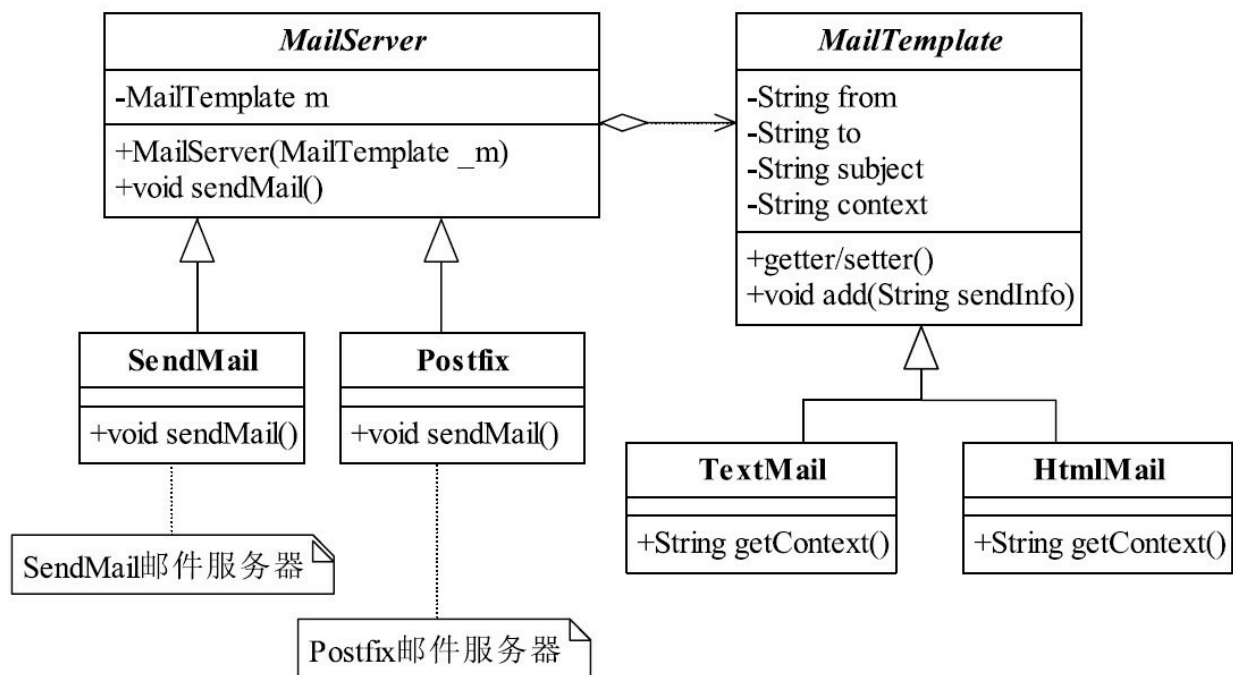 MailServer
-MailTemplate m
+MailServer(MailTemplate _m)
+void sendMail()
MailTemplate
-String from
-String to
-String subject
-String context
+getter/setter()
+void add(String sendInfo)
SendMail
+void sendMail()
Postfix
+void sendMail()
TextMail
+String getContext()
HtmlMail
+String getContext()
SendMail邮件服务器
Postfix邮件服务器